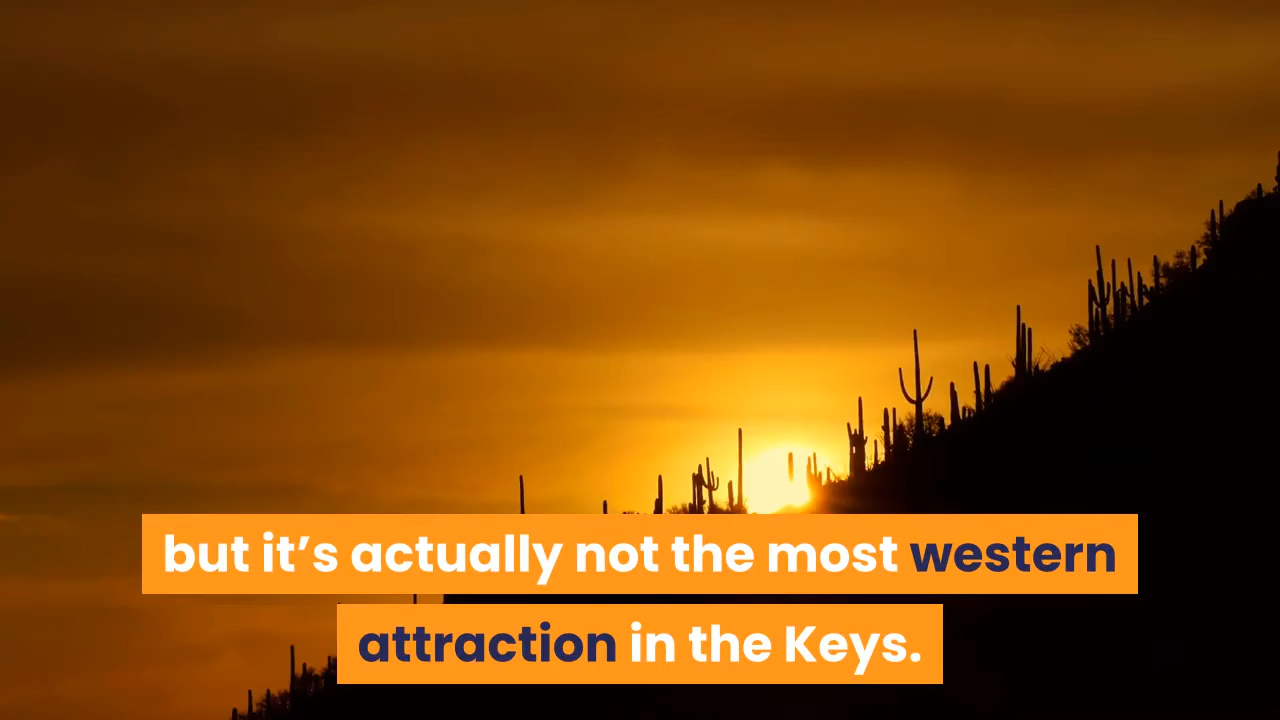 but it’s actually not the most western
attraction in the Keys.